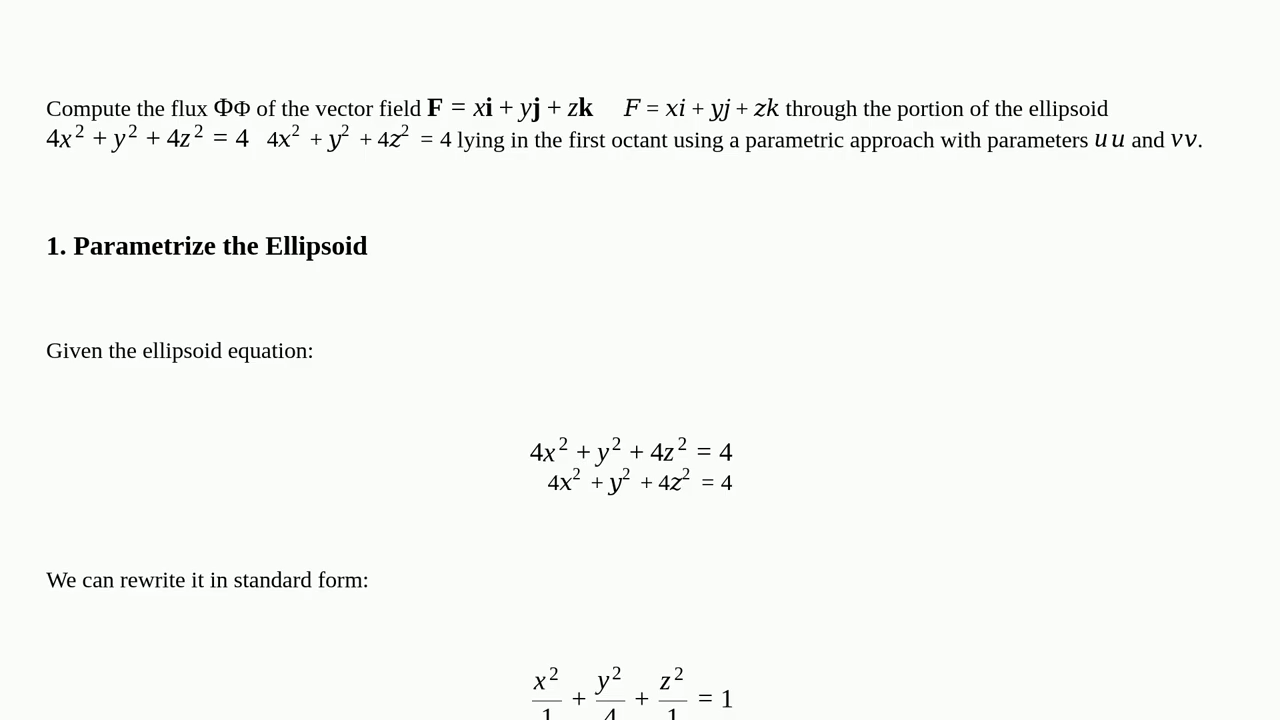 Compute the flux ΦΦ of the vector field F = xi + yj + zk F = xi + yj + zk through the portion of the ellipsoid
4x² + y² + 4z² = 4 4x² + y² + 4z² = 4 lying in the first octant using a parametric approach with parameters uu and vv.
1. Parametrize the Ellipsoid
Given the ellipsoid equation:
4x² + y² + 4z² = 4
4x² + y² + 4z² = 4
We can rewrite it in standard form:
x²/1 + y²/4 + z²/1 = 1